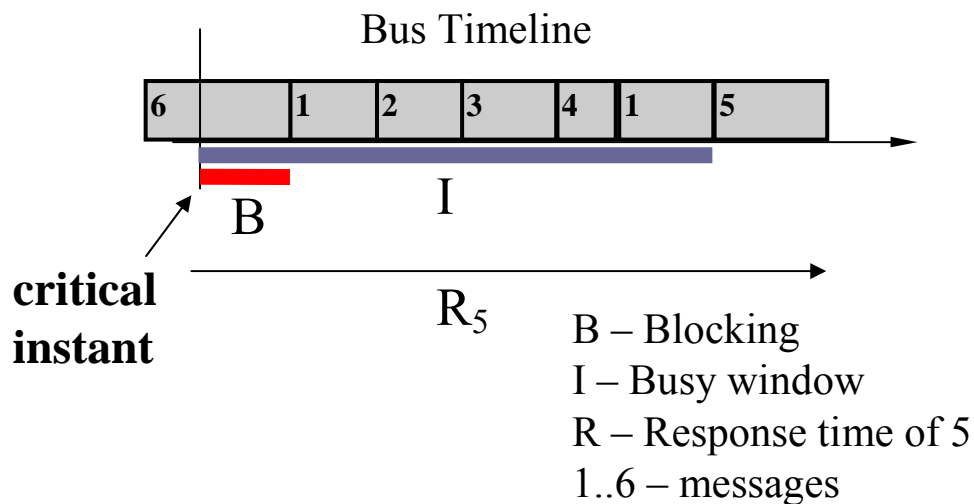 Bus Timeline
6 1 2 3 4 1 5
B
I
critical
instant
R5
B – Blocking
I – Busy window
R – Response time of 5
1..6 – messages